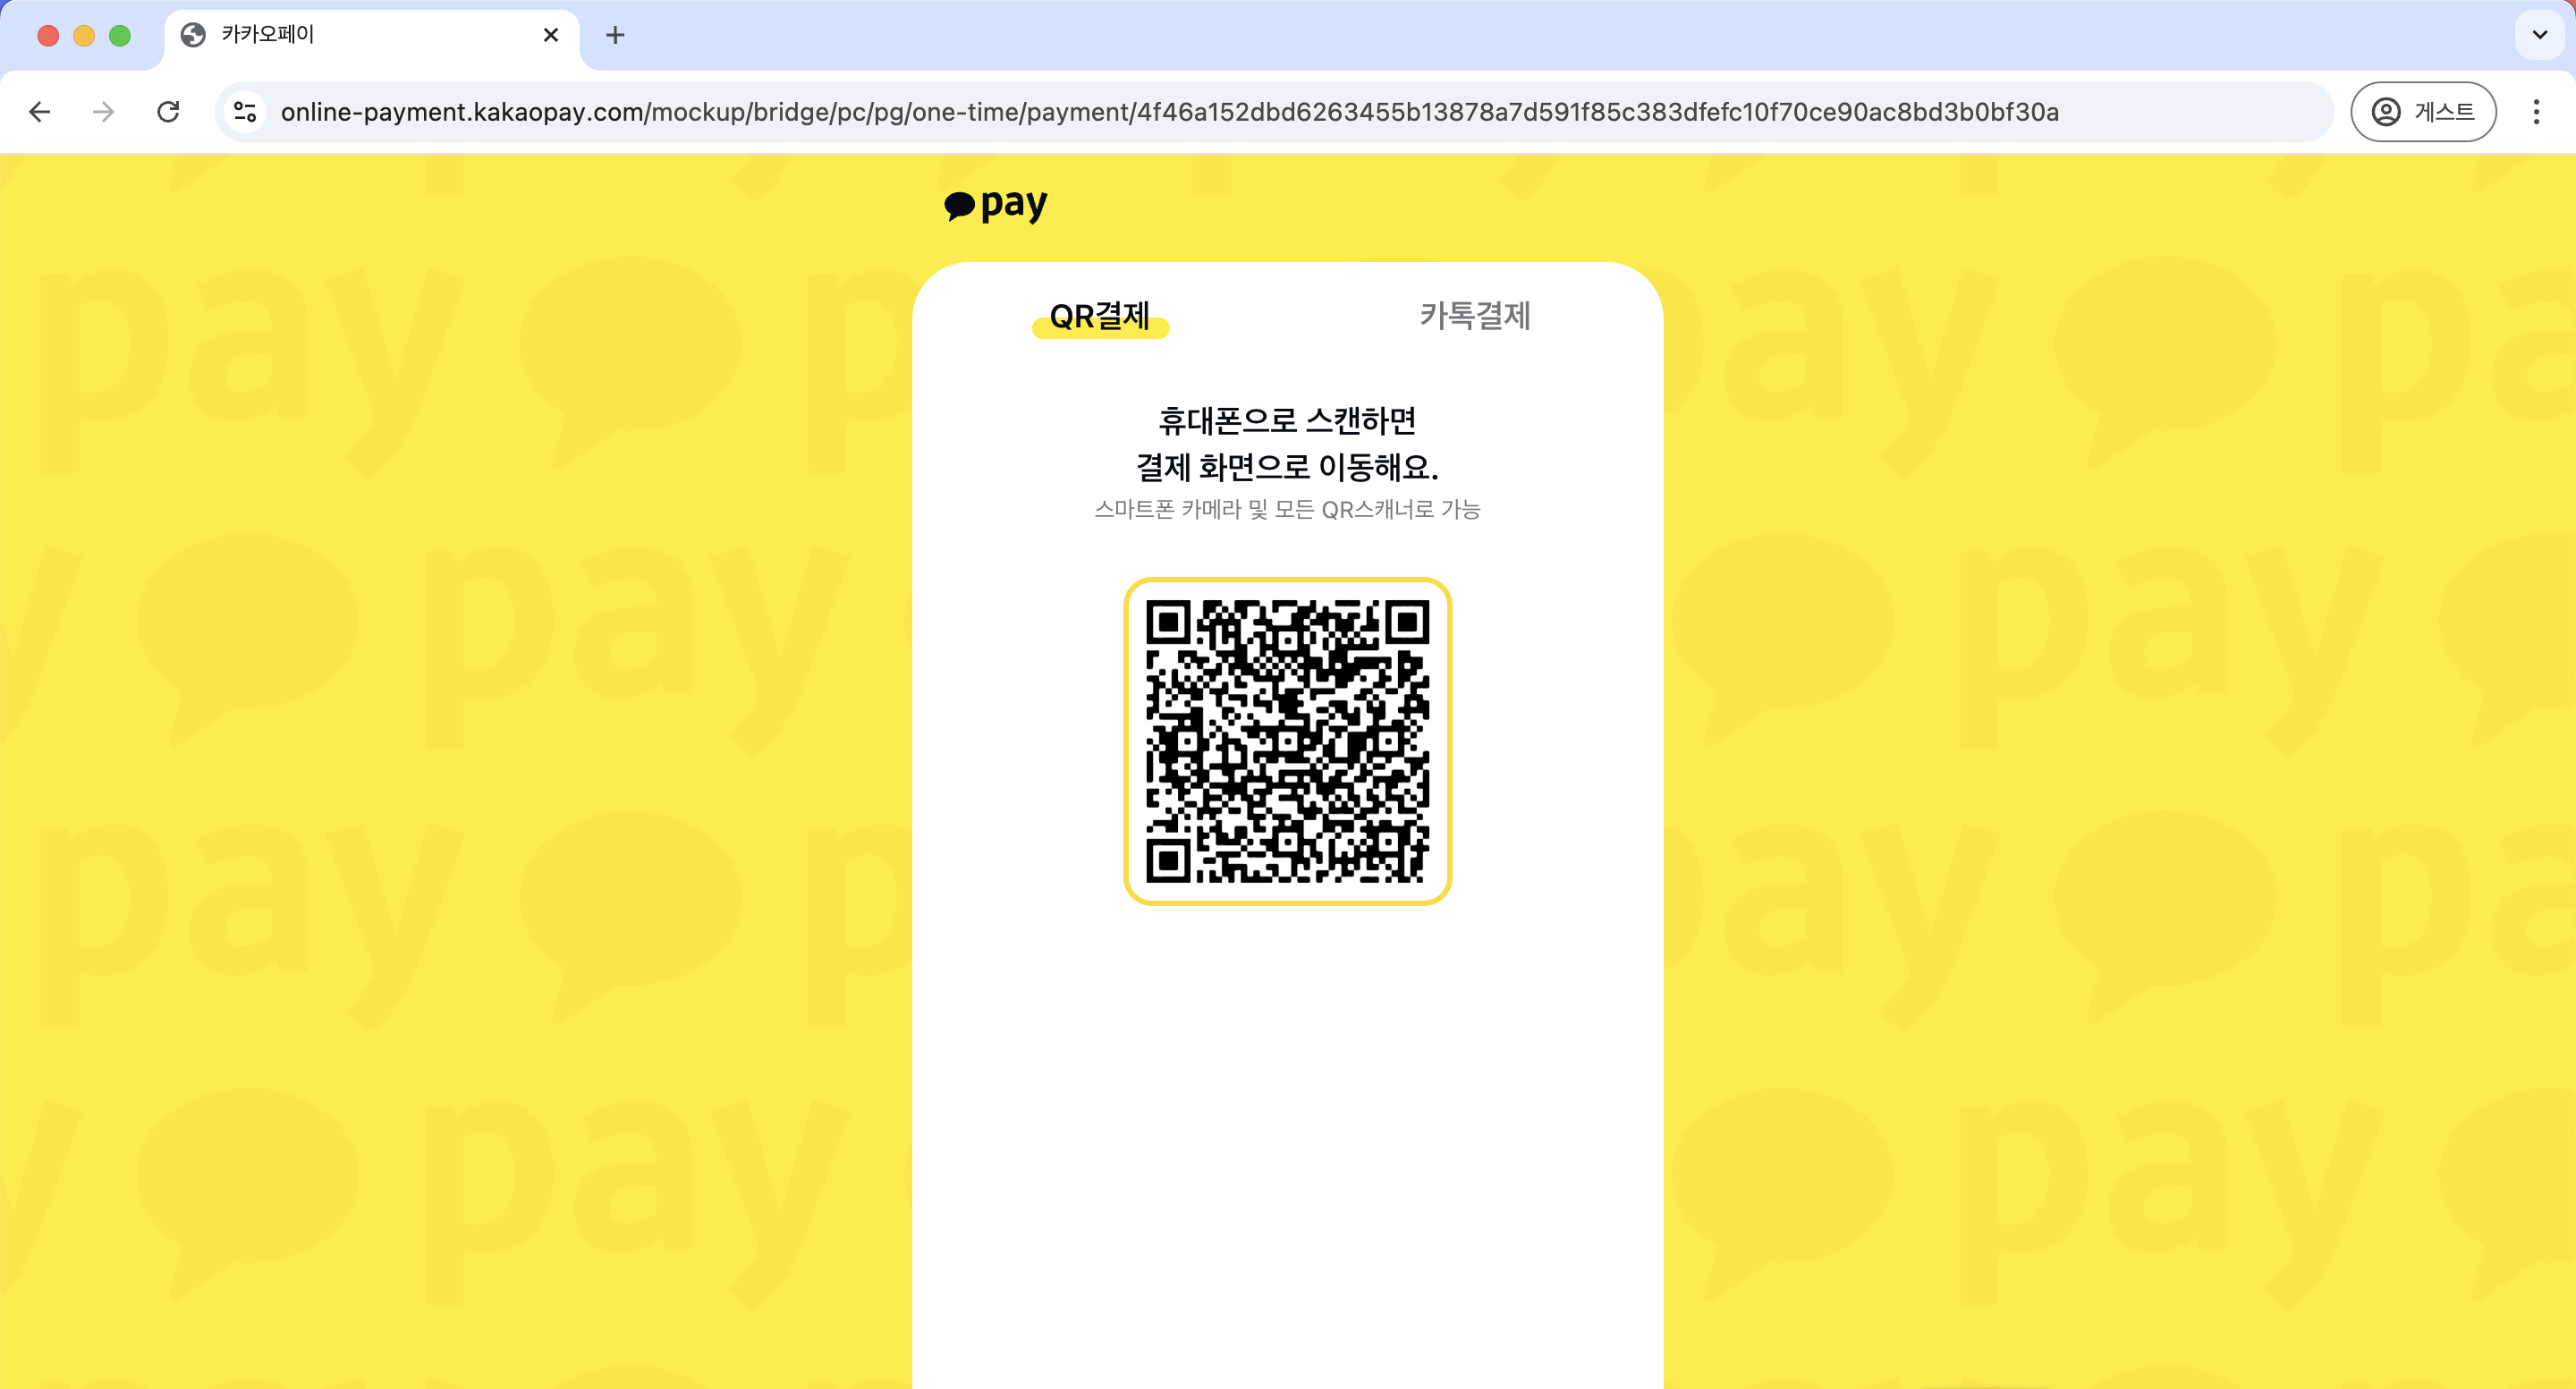 카카오페이
online-payment.kakaopay.com/mockup/bridge/pc/pg/one-time/payment/4f46a152dbd6263455b13878a7d591f85c383dfefc10f70ce90ac8bd3b0bf30a
게스트
pay
QR결제
카톡결제
휴대폰으로 스캔하면
결제 화면으로 이동해요.
스마트폰 카메라 및 모든 QR스캐너로 가능